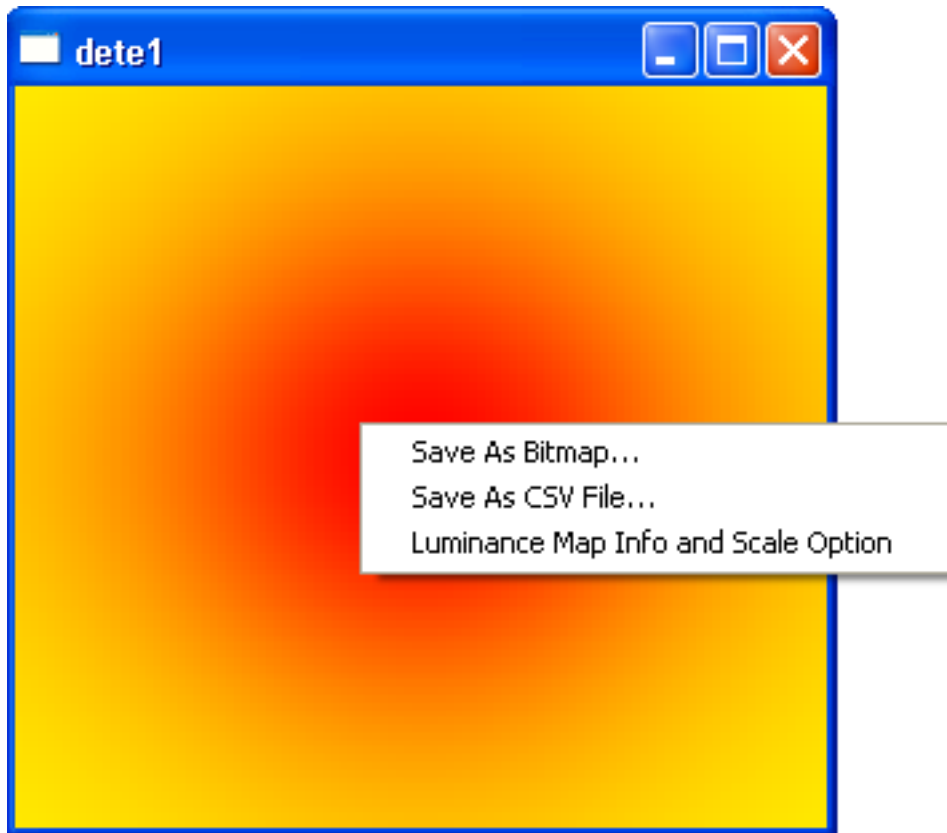 dete1
Save As Bitmap...
Save As CSV File...
Luminance Map Info and Scale Option